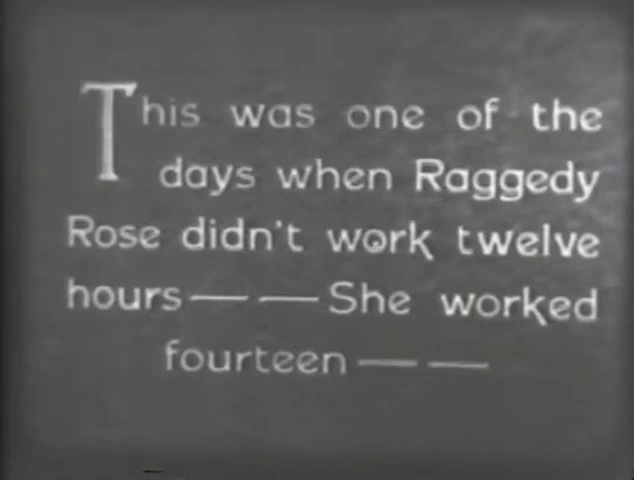 This was one of the
days when Raggedy
Rose didn't work twelve
hours — — She worked
fourteen — —